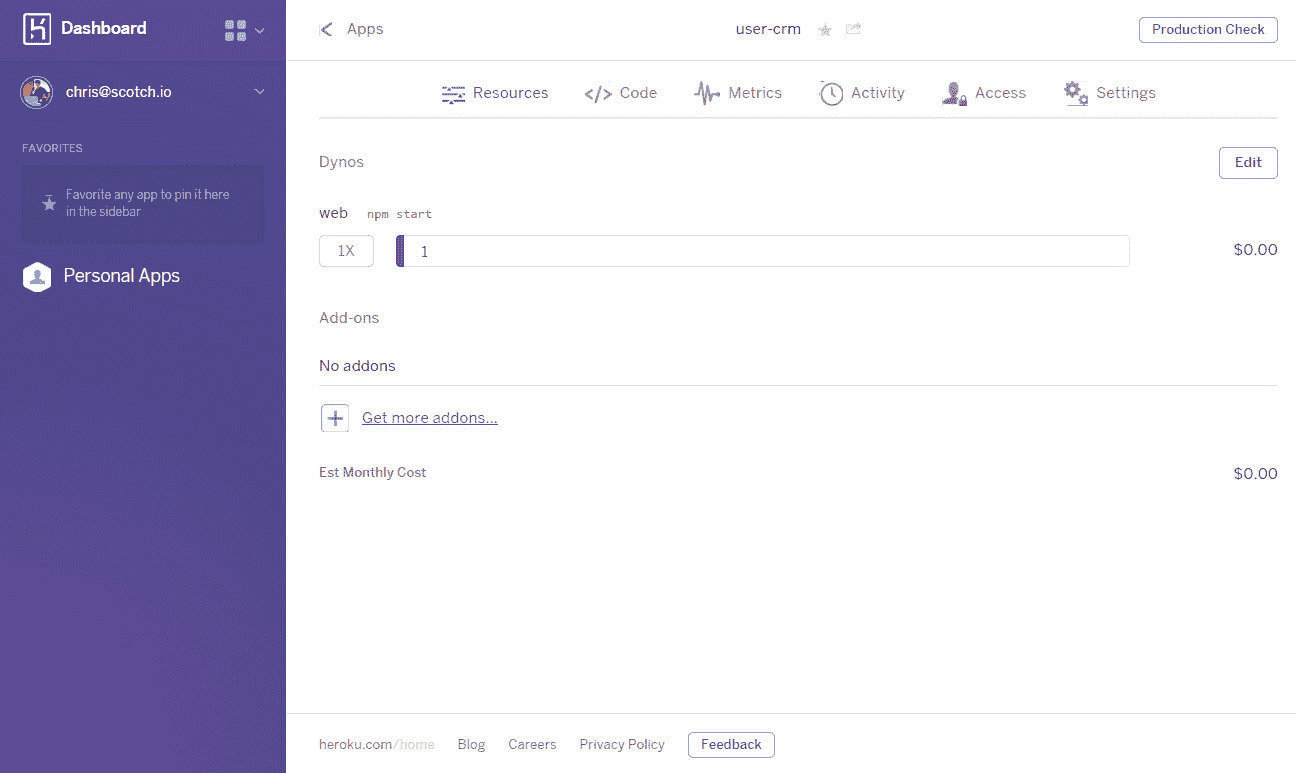 Dashboard
chris@scotch.io
FAVORITES
Favorite any app to pin it here
in the sidebar
Personal Apps
Apps
user-crm
Production Check
Resources
Code
Metrics
Activity
Access
Settings
Dynos
Edit
web npm start
1X
1
$0.00
Add-ons
No addons
Get more addons...
Est Monthly Cost
$0.00
heroku.com/home
Blog
Careers
Privacy Policy
Feedback